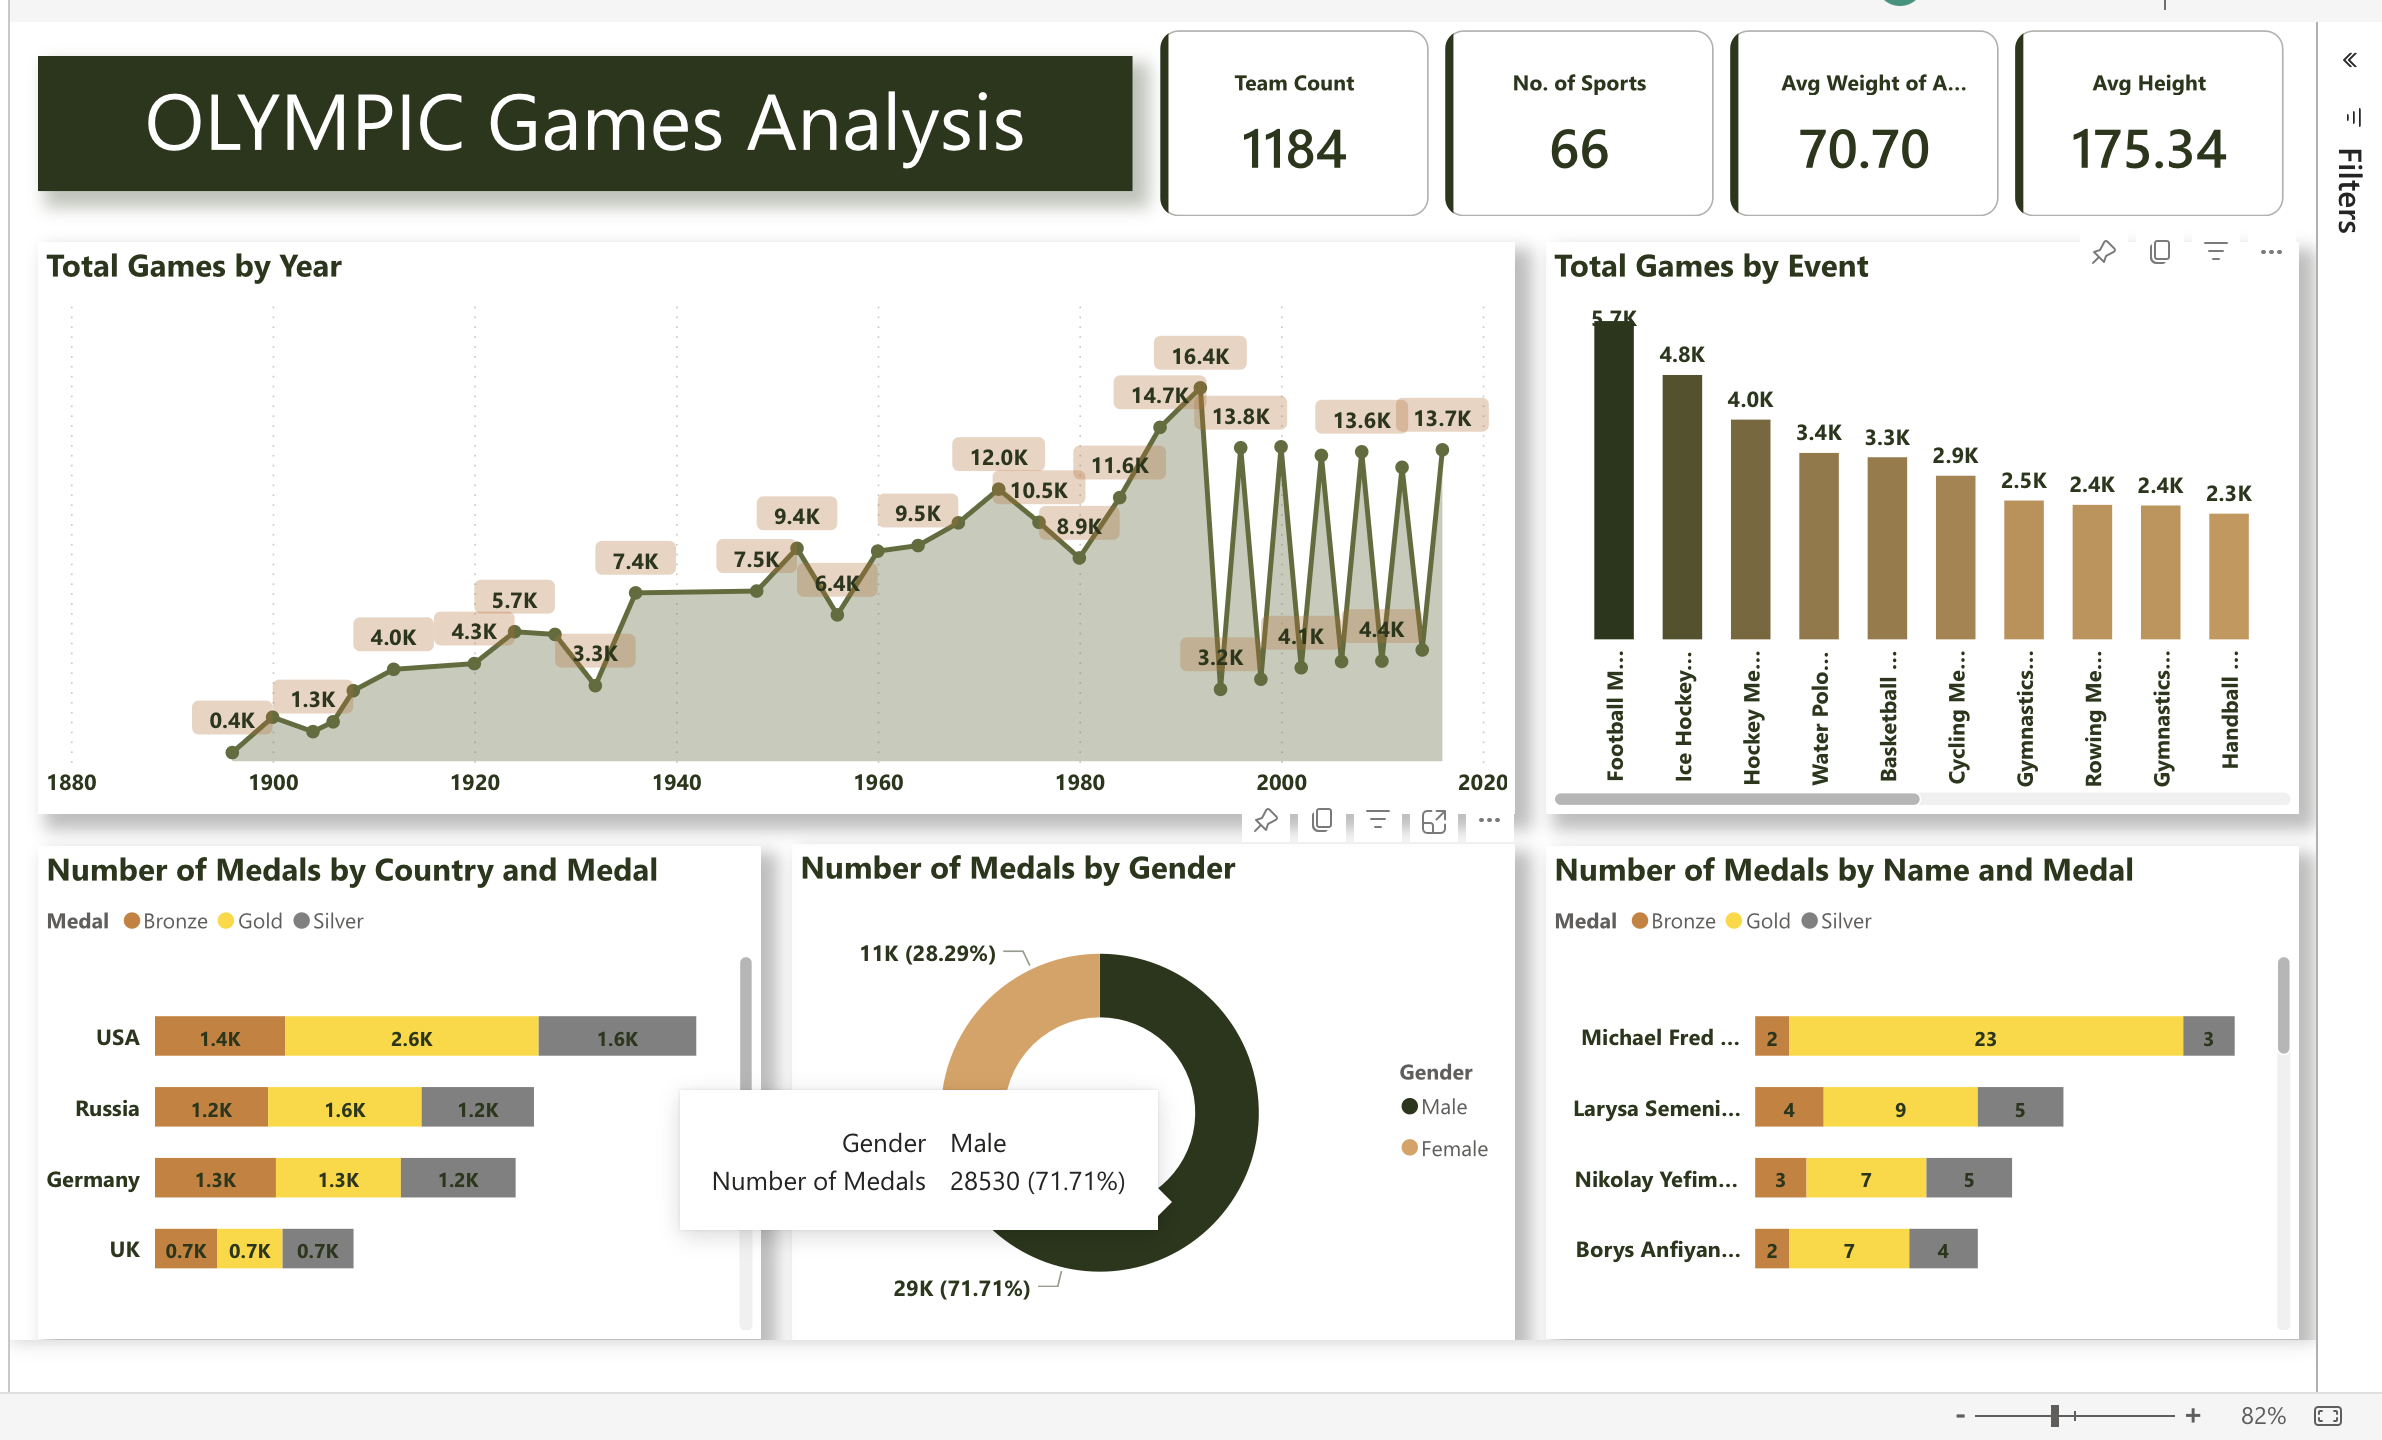 OLYMPIC Games Analysis
Team Count
1184
No. of Sports
66
Avg Weight of A...
70.70
Avg Height
175.34
Filters
Total Games by Year
16.4K
14.7K
13.8K
13.6K
13.7K
12.0K
11.6K
10.5K
9.4K
9.5K
8.9K
7.4K
7.5K
6.4K
5.7K
4.0K
4.3K
3.3K
3.2K
4.1K
4.4K
1.3K
0.4K
1880 1900 1920 1940 1960 1980 2000 2020
Total Games by Event
5.7K
4.8K
4.0K
3.4K
3.3K
2.9K
2.5K
2.4K
2.4K
2.3K
Football M...
Ice Hockey...
Hockey Me...
Water Polo...
Basketball ...
Cycling Me...
Gymnastics...
Rowing Me...
Gymnastics...
Handball ...
Number of Medals by Country and Medal
Medal Bronze Gold Silver
USA 1.4K 2.6K 1.6K
Russia 1.2K 1.6K 1.2K
Germany 1.3K 1.3K 1.2K
UK 0.7K 0.7K 0.7K
Number of Medals by Gender
11K (28.29%)
Gender Male
Number of Medals 28530 (71.71%)
29K (71.71%)
Gender
Male
Female
Number of Medals by Name and Medal
Medal Bronze Gold Silver
Michael Fred ... 2 23 3
Larysa Semeni... 4 9 5
Nikolay Yefim... 3 7 5
Borys Anfiyan... 2 7 4
- + 82%